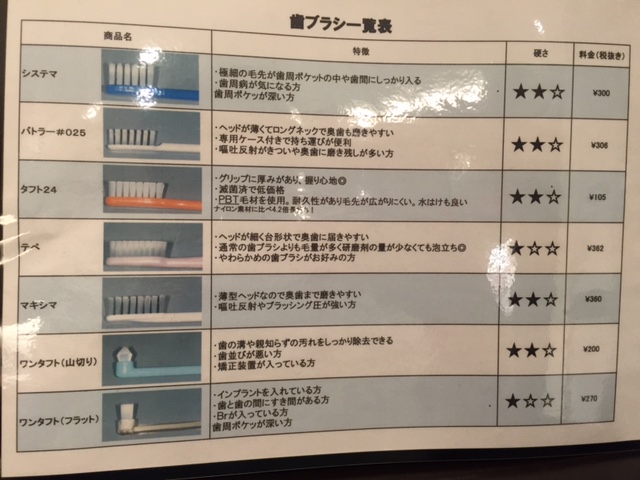 歯ブラシ一覧表
商品名 特徴 硬さ 料金(税抜き)
システマ
・極細の毛先が歯周ポケットの中や歯間にしっかり入る
・歯周病が気になる方
歯周ポケッが深い方
★★☆ ¥300
バトラー#025
・ヘッドが薄くてロングネックで奥歯も磨きやすい
・専用ケース付きで持ち運びが便利
・嘔吐反射がきついや奥歯に磨き残しが多い方
★★☆ ¥306
タフト24
・グリップに厚みがあり、握り心地◎
・滅菌済で低価格
・PBT毛材を使用。耐久性があり毛先が広がりにくい。水はけも良い
ナイロン素材に比べ4.2倍長持ち!
★★☆ ¥105
テペ
・ヘッドが細く台形状で奥歯に届きやすい
・通常の歯ブラシよりも毛量が多く研磨剤の量が少なくても泡立ち◎
・やわらかめの歯ブラシがお好みの方
★☆☆ ¥362
マキシマ
・薄型ヘッドなので奥歯まで磨きやすい
・嘔吐反射やブラッシング圧が強い方
★★☆ ¥360
ワンタフト(山切り)
・歯の溝や親知らずの汚れをしっかり除去できる
・歯並びが悪い方
・矯正装置が入っている方
★★☆ ¥200
ワンタフト(フラット)
・インプラントを入れている方
・歯と歯の間にすき間がある方
・Brが入っている方
歯周ポケッが深い方
★☆☆ ¥270